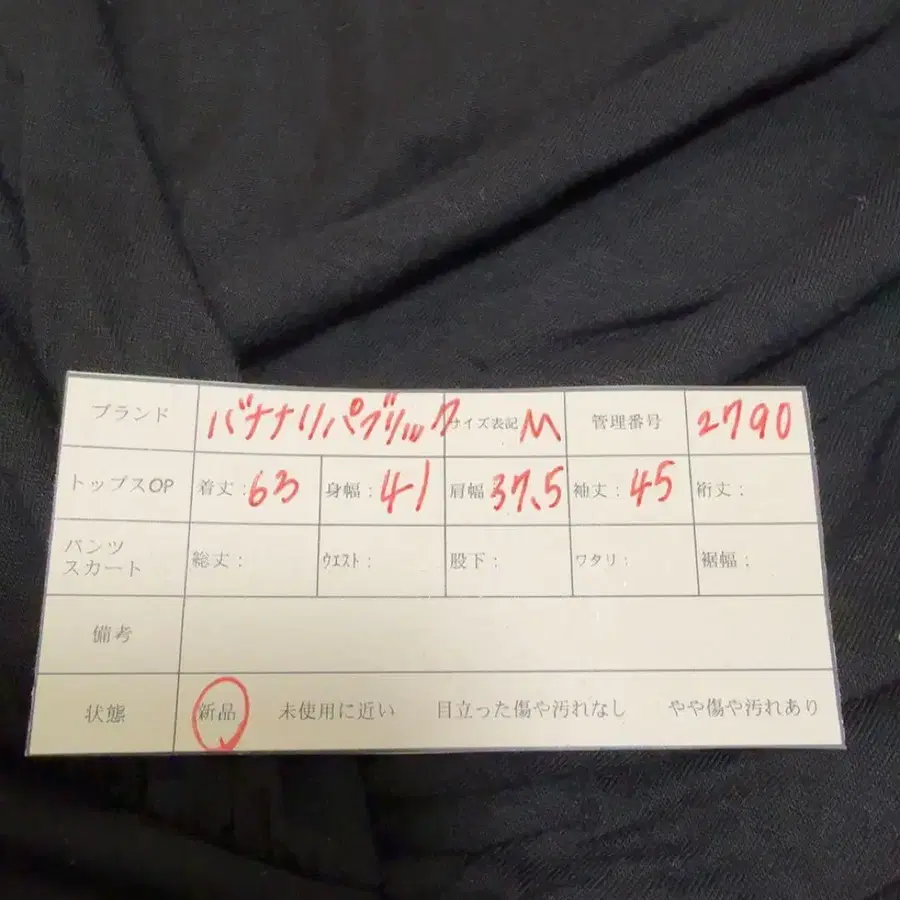 ブランド バナナリパブリック サイズ表記 M 管理番号 2790
トップスOP 着丈：63 身幅：41 肩幅 37.5 袖丈：45 裄丈：
パンツ
スカート 総丈： ｳｴｽﾄ： 股下： ワタリ： 裾幅：
備考
状態 新品 未使用に近い 目立った傷や汚れなし やや傷や汚れあり